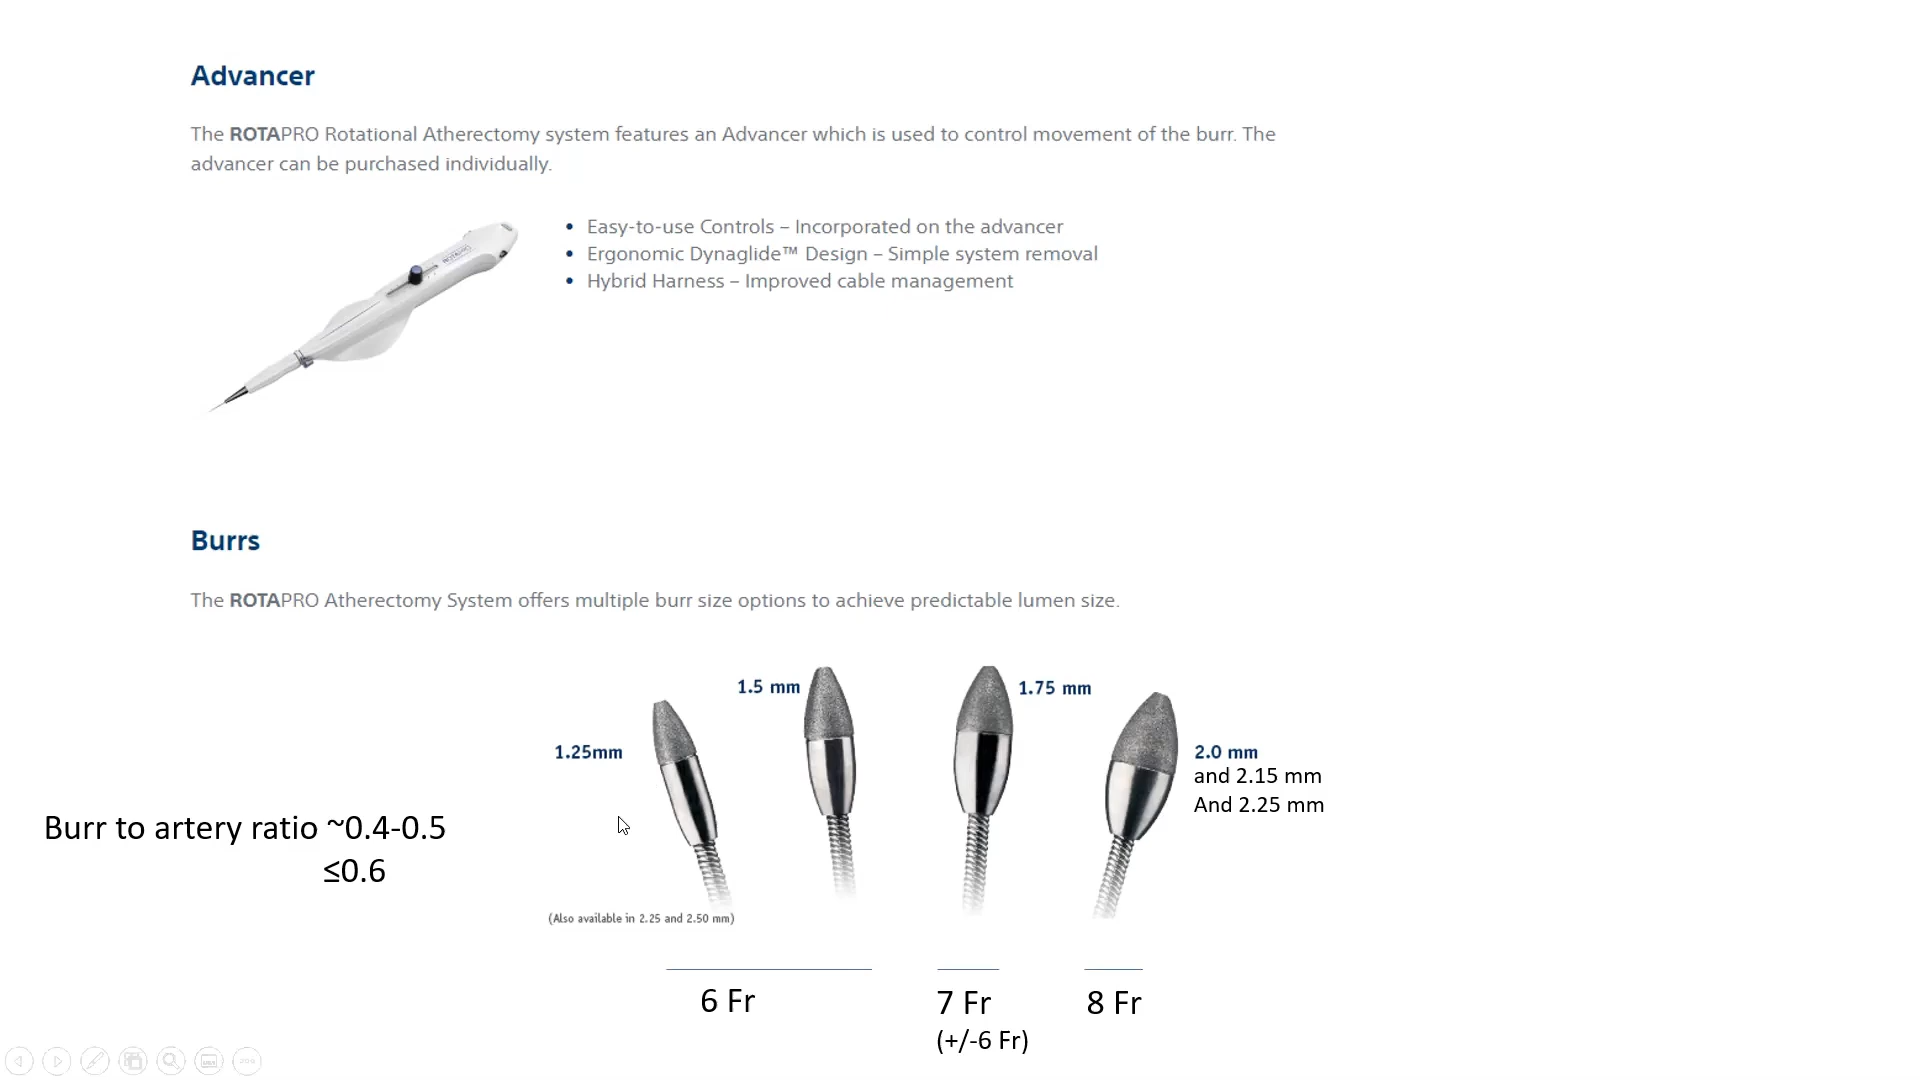 Advancer
The ROTAPRO Rotational Atherectomy system features an Advancer which is used to control movement of the burr. The
advancer can be purchased individually.
• Easy-to-use Controls – Incorporated on the advancer
• Ergonomic Dynaglide™ Design – Simple system removal
• Hybrid Harness – Improved cable management
ROTAPRO
Burrs
The ROTAPRO Atherectomy System offers multiple burr size options to achieve predictable lumen size.
1.5 mm
1.75 mm
1.25mm
2.0 mm
and 2.15 mm
And 2.25 mm
Burr to artery ratio ~0.4-0.5
≤0.6
(Also available in 2.25 and 2.50 mm)
6 Fr
7 Fr
8 Fr
(+/-6 Fr)